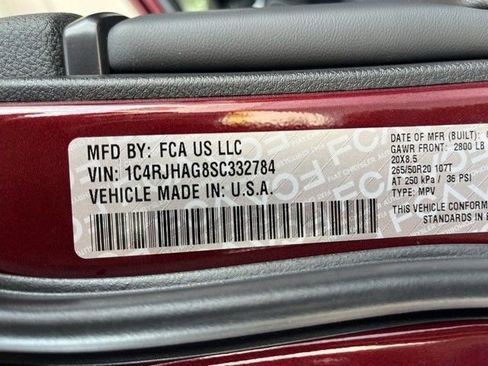 MFD BY: FCA US LLC
VIN: 1C4RJHAG8SC332784
VEHICLE MADE IN: U.S.A.
DATE OF MFR (BUILT):
GAWR FRONT: 2800 LB
20X8.5
265/50R20 107T
AT 250 kPa / 36 PSI
TYPE: MPV
THIS VEHICLE CONFORM
STANDARDS IN
FCA